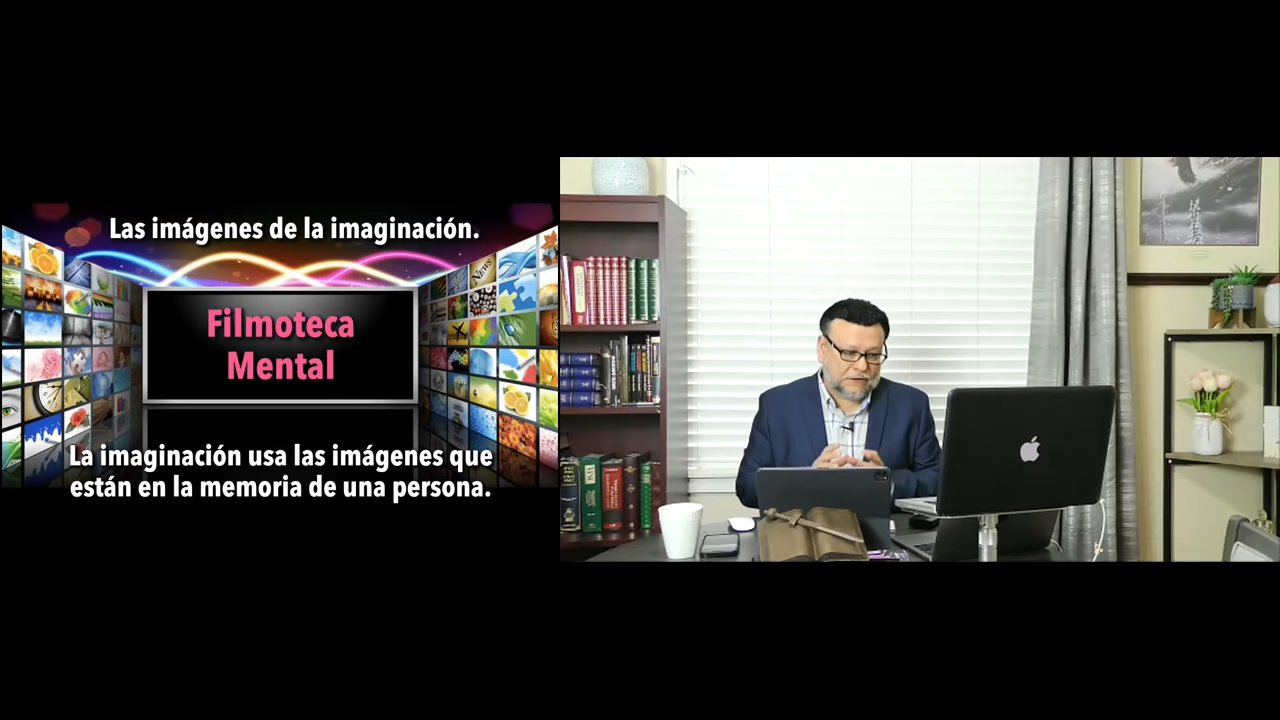 Las imágenes de la imaginación.
NEWS
Filmoteca
Mental
La imaginación usa las imágenes que
están en la memoria de una persona.